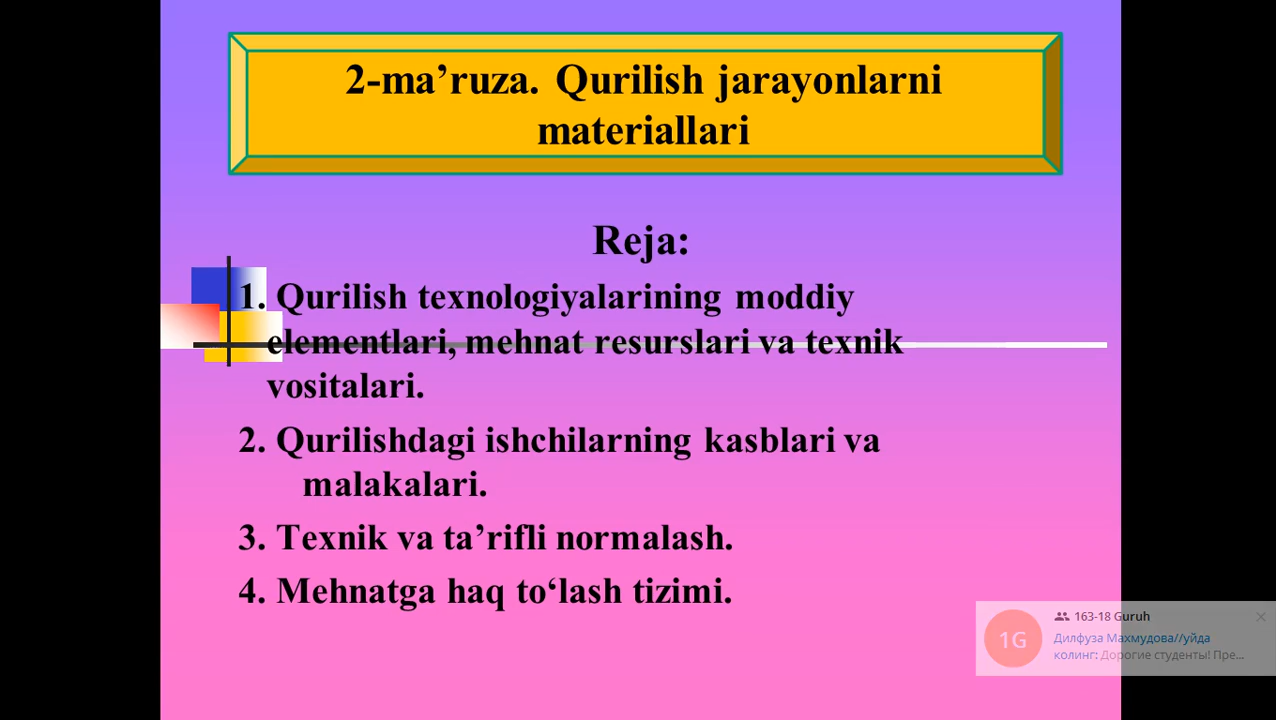 2-ma’ruza. Qurilish jarayonlarni
materiallari
Reja:
1. Qurilish texnologiyalarining moddiy
elementlari, mehnat resurslari va texnik
vositalari.
2. Qurilishdagi ishchilarning kasblari va
malakalari.
3. Texnik va ta’rifli normalash.
4. Mehnatga haq to‘lash tizimi.
163-18 Guruh
1G
Дилфуза Махмудова//уйда
колинг: Дорогие студенты! Пре...